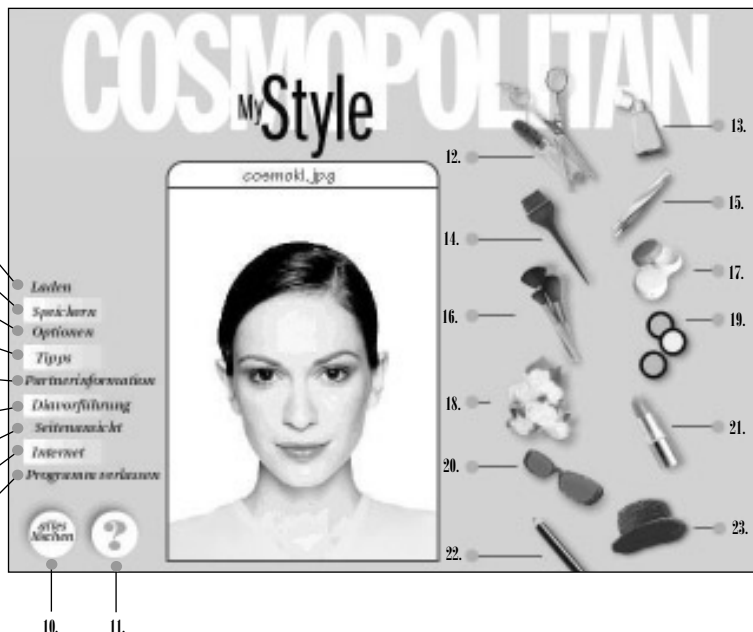 COSMOPOLITAN
My Style
cosmokl.jpg
12.
13.
14.
15.
16.
17.
18.
19.
20.
21.
22.
23.
Laden
Speichern
Optionen
Tipps
Partnerinformation
Diavorführung
Seitenansicht
Internet
Programm verlassen
alles
löschen
?
10.
11.